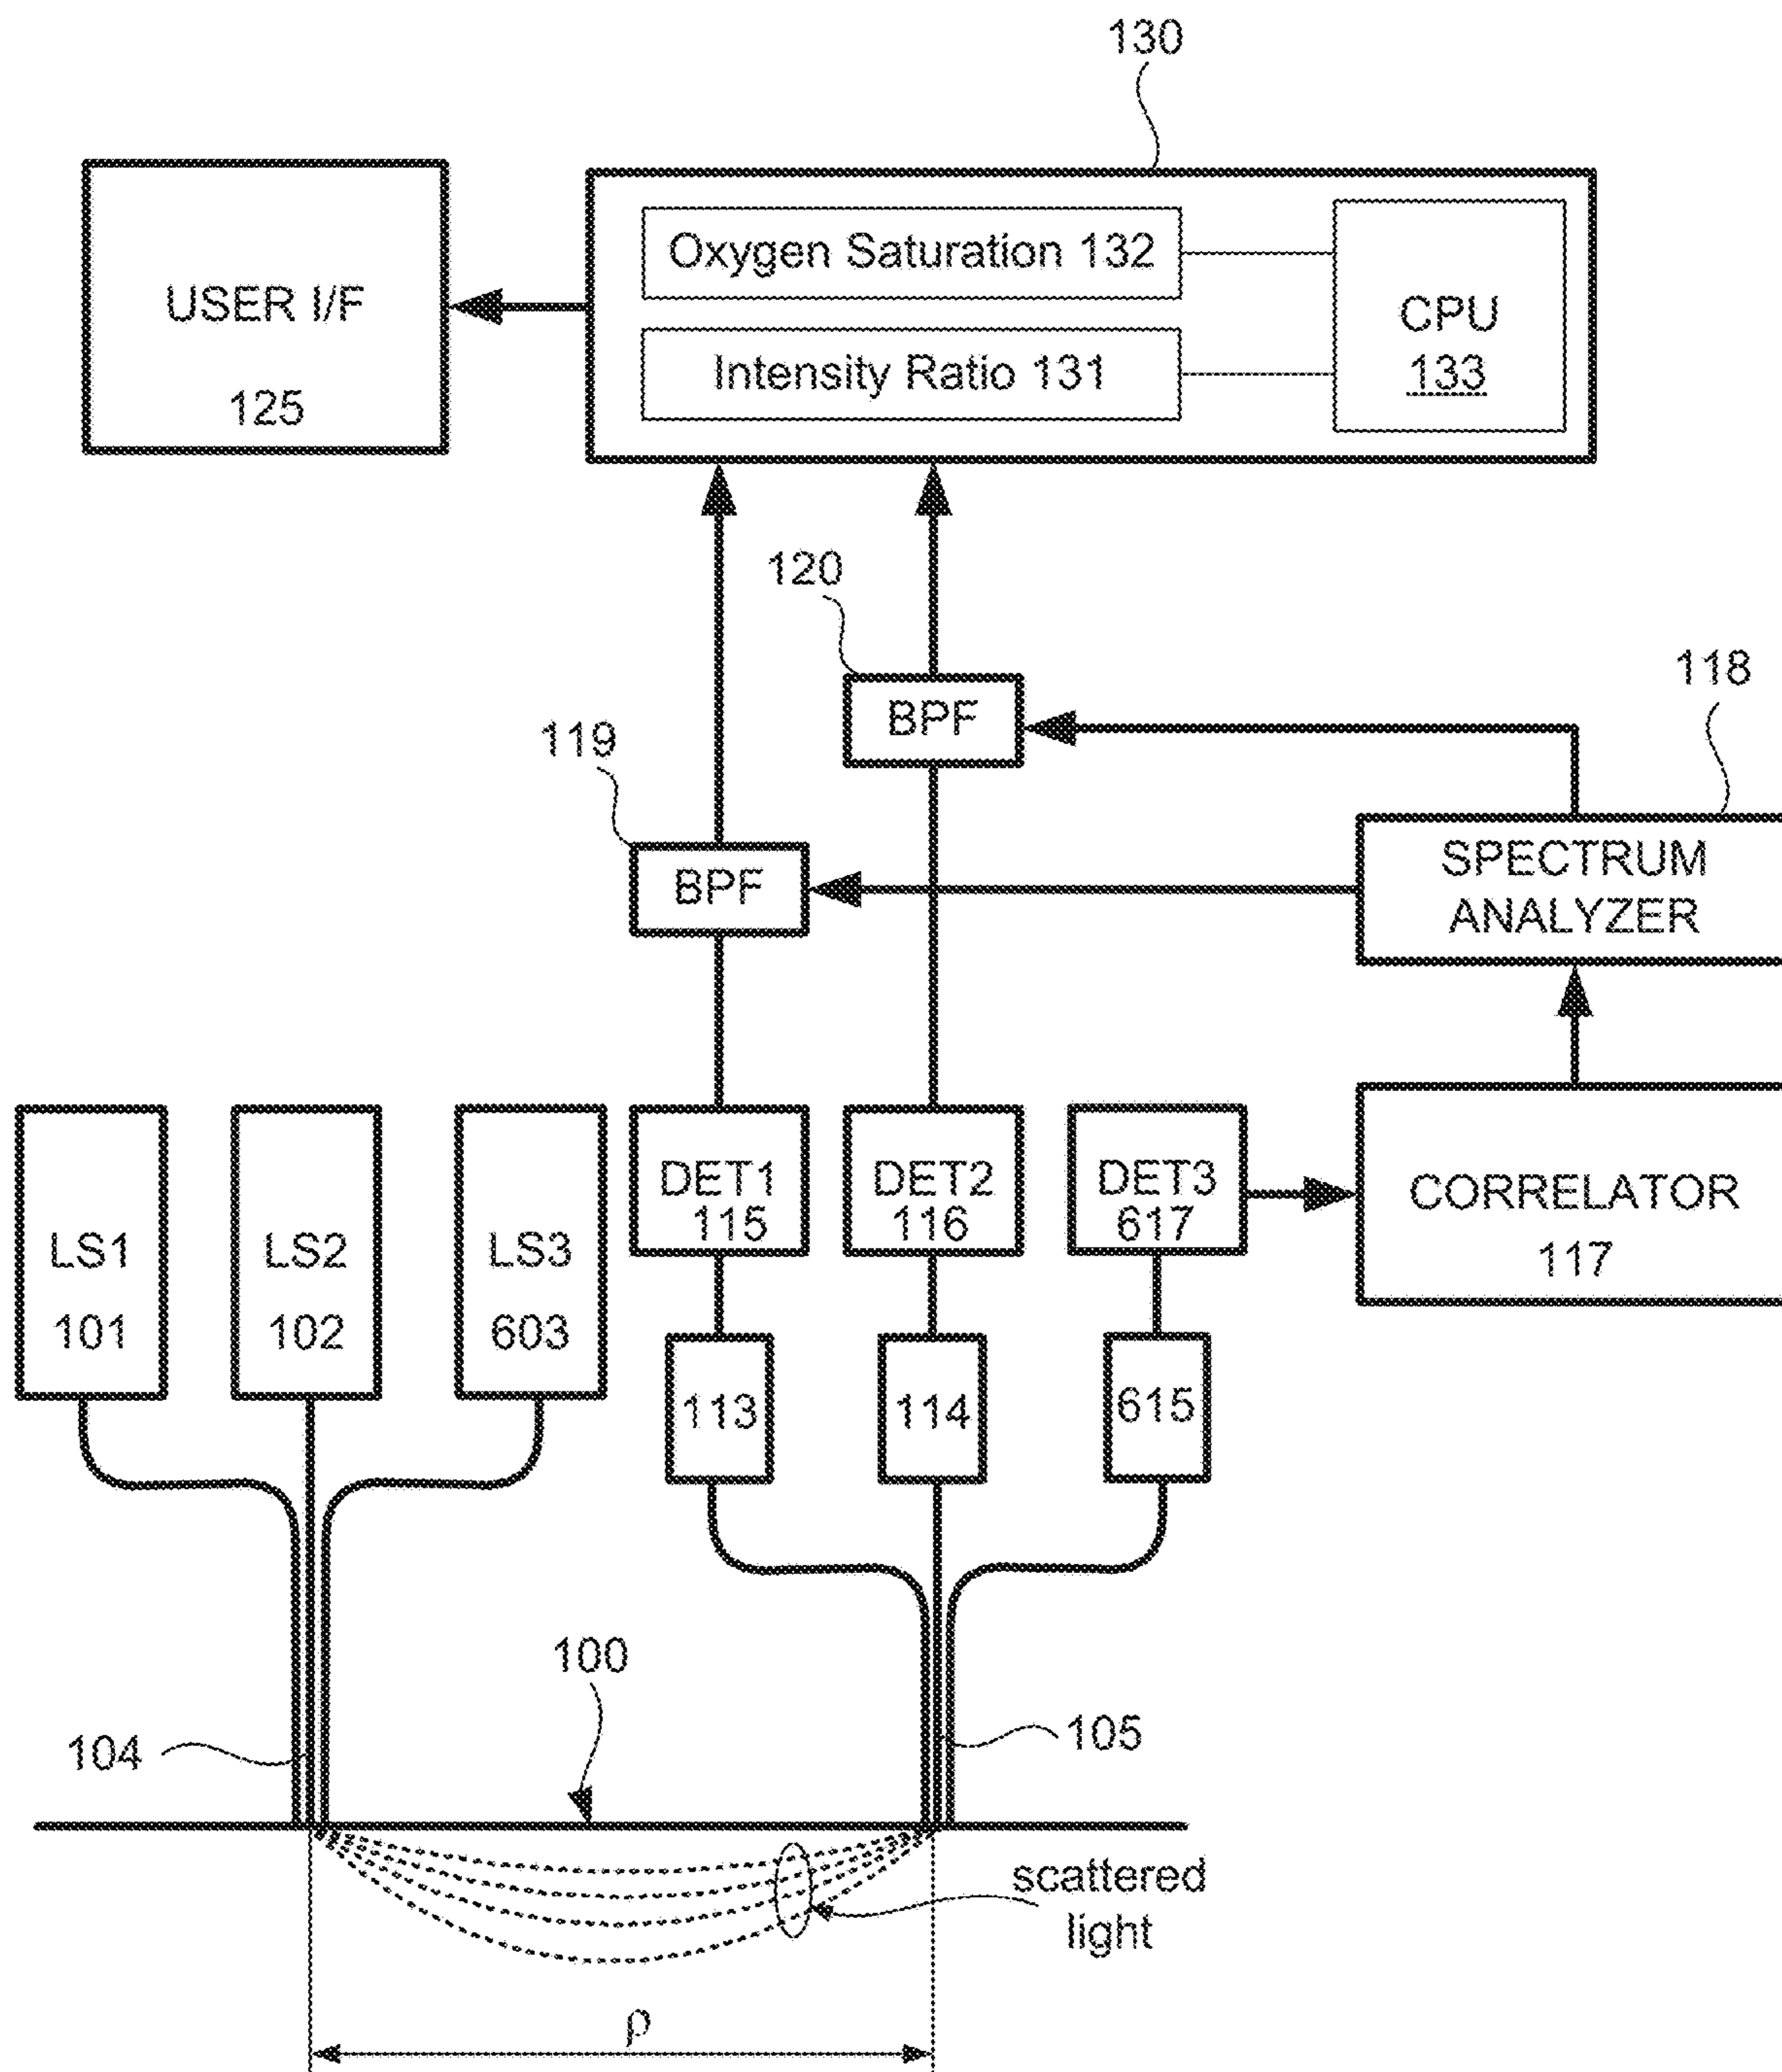 130
USER I/F
125
Oxygen Saturation 132
Intensity Ratio 131
CPU
133
120
BPF
118
119
BPF
SPECTRUM
ANALYZER
LS1
101
LS2
102
LS3
603
DET1
115
DET2
116
DET3
617
CORRELATOR
117
113
114
615
100
104
105
scattered
light
ρ